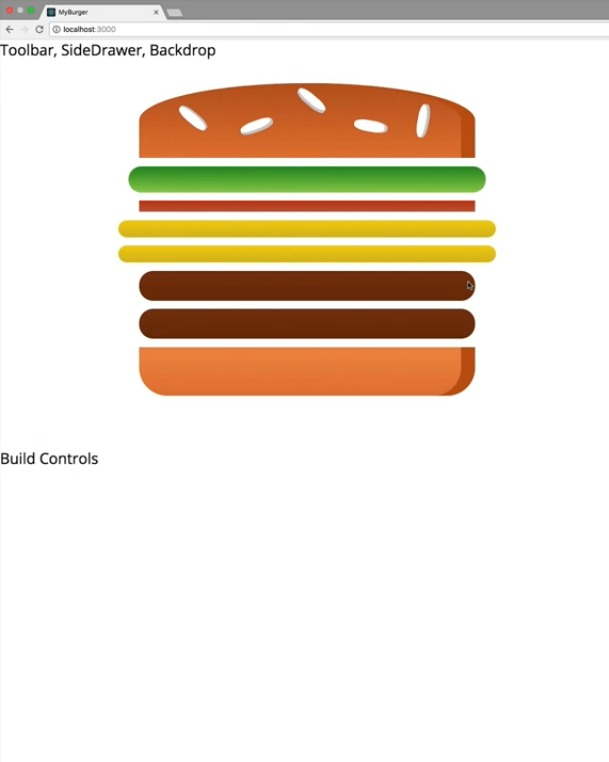 MyBurger
localhost:3000
Toolbar, SideDrawer, Backdrop
Build Controls